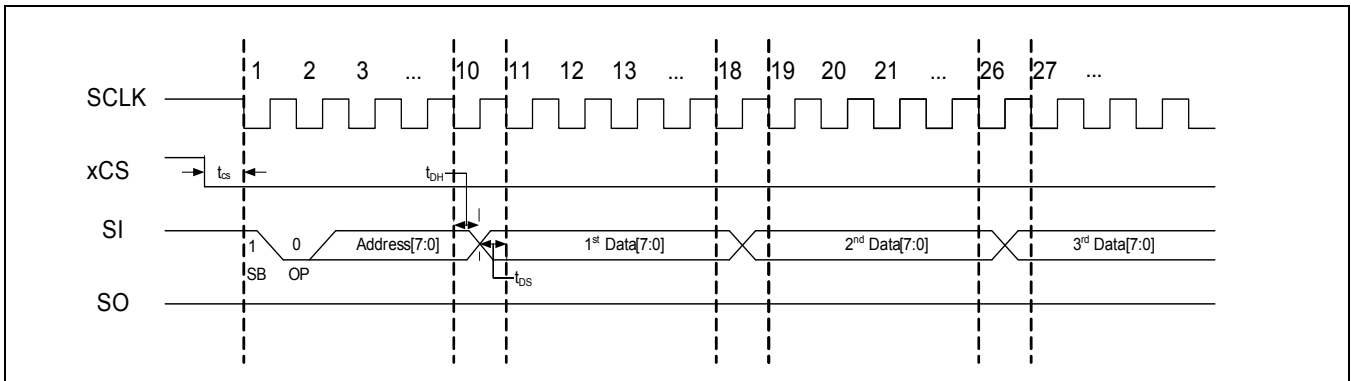 1 2 3 ... 10 11 12 13 ... 18 19 20 21 ... 26 27 ...
SCLK
xCS tcs tDH
SI 1 0 Address[7:0] 1st Data[7:0] 2nd Data[7:0] 3rd Data[7:0]
SB OP tDS
SO